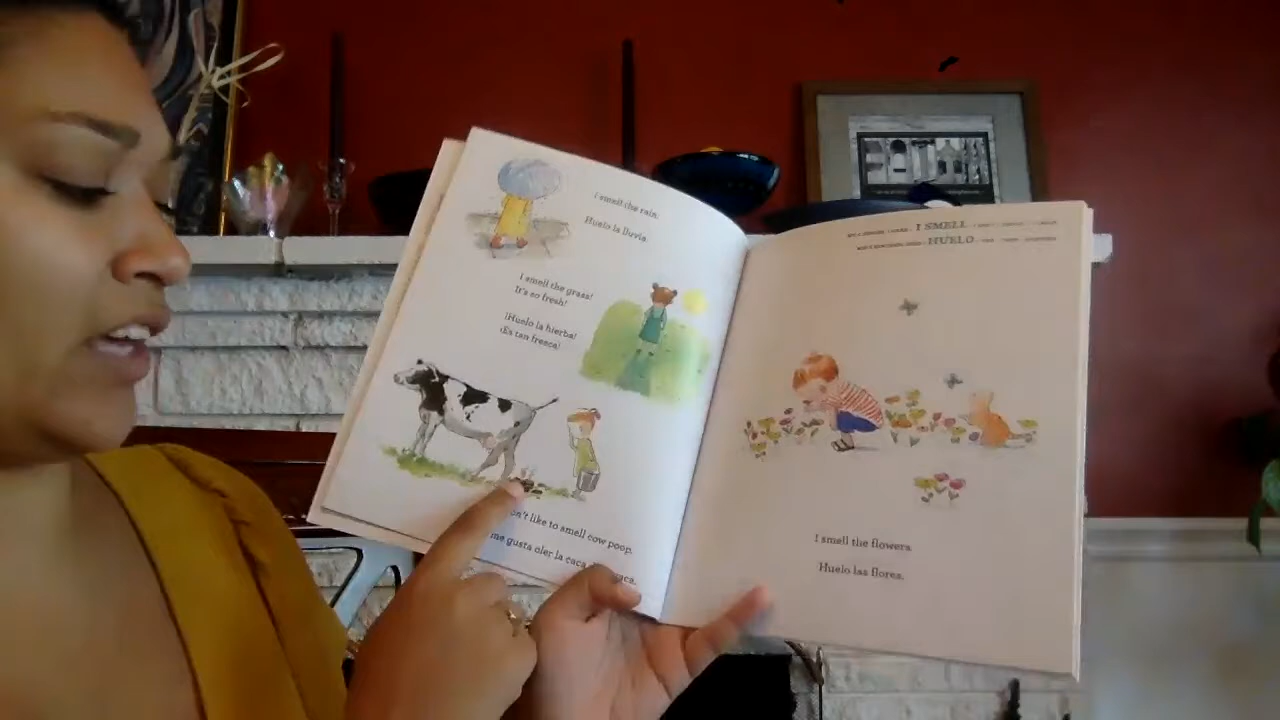 I smell the rain.
Huelo la lluvia.
I smell the grass!
It's so fresh!
¡Huelo la hierba!
¡Es tan fresca!
don't like to smell cow poop.
me gusta oler la caca
I SMELL
HUELO
I smell the flowers.
Huelo las flores.